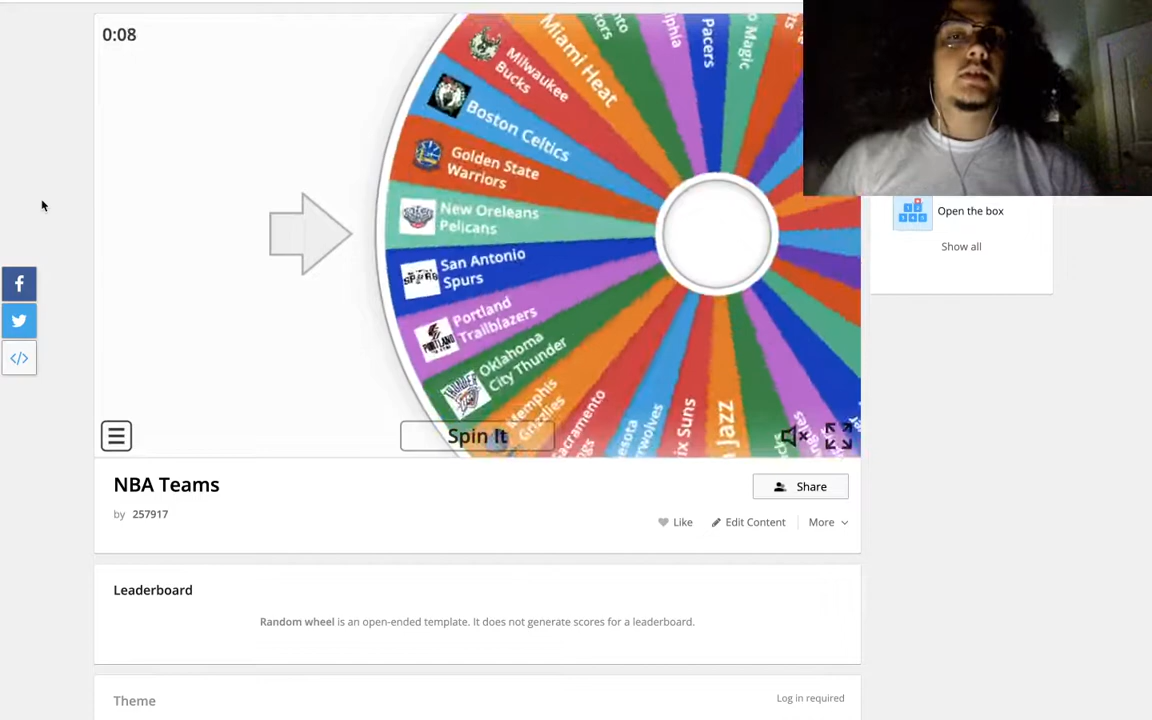 0:08
Milwaukee
Bucks
Miami Heat
Pacers
Magic
Boston Celtics
Golden State
Warriors
New Oreleans
Pelicans
San Antonio
Spurs
Portland
Trailblazers
Oklahoma
City Thunder
Memphis
Grizzlies
Jazz
Spin It
Open the box
Show all
NBA Teams
Share
by 257917
Like
Edit Content
More
Leaderboard
Random wheel is an open-ended template. It does not generate scores for a leaderboard.
Theme
Log in required